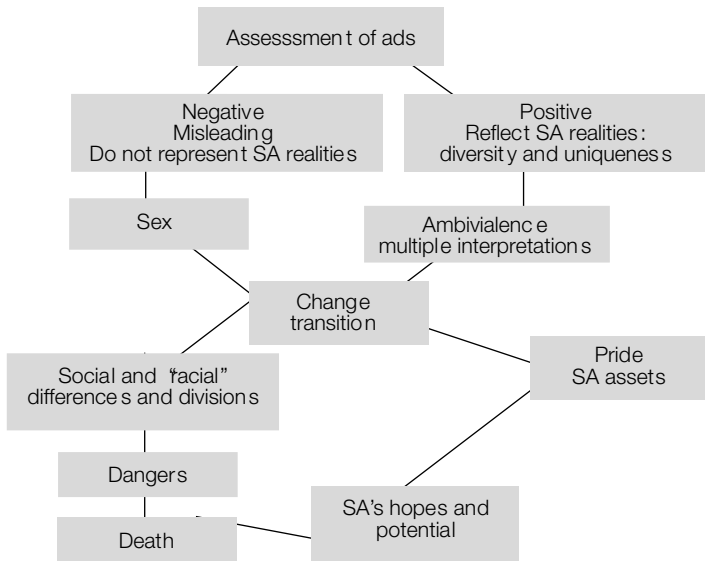 Assesssment of ads
Negative
Misleading
Do not represent SA realities
Positive
Reflect SA realities:
diversity and uniqueness
Sex
Ambivialence
multiple interpretations
Change
transition
Pride
SA assets
Social and “racial”
differences and divisions
Dangers
SA’s hopes and
potential
Death